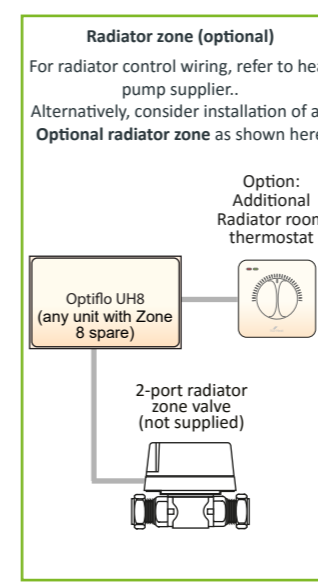 Radiator zone (optional)
For radiator control wiring, refer to
pump supplier..
Alternatively, consider installation of
Optional radiator zone as shown
Option:
Additional
Radiator room
thermostat
Optiflo UH8
(any unit with Zone
8 spare)
2-port radiator
zone valve
(not supplied)